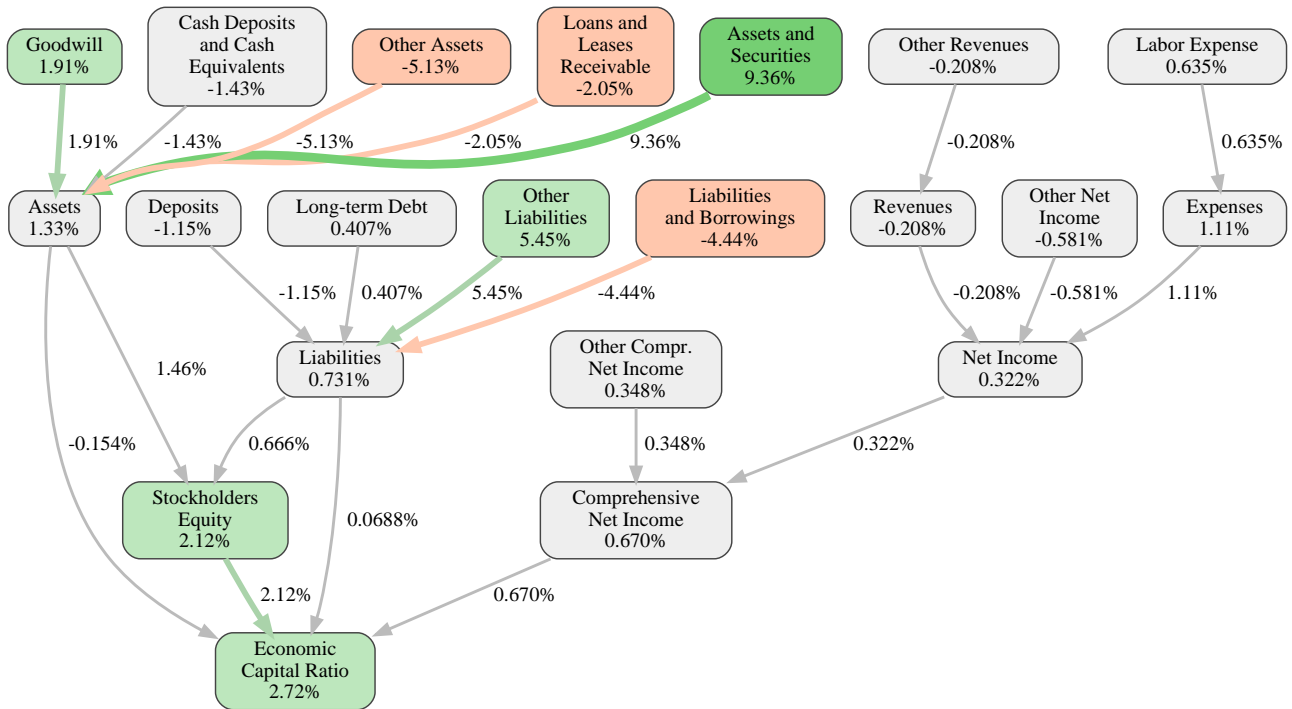 Goodwill
1.91%
Cash Deposits
and Cash
Equivalents
-1.43%
Other Assets
-5.13%
Loans and
Leases
Receivable
-2.05%
Assets and
Securities
9.36%
Other Revenues
-0.208%
Labor Expense
0.635%
1.91%
-1.43%
-5.13%
-2.05%
9.36%
-0.208%
0.635%
Assets
1.33%
Deposits
-1.15%
Long-term Debt
0.407%
Other
Liabilities
5.45%
Liabilities
and Borrowings
-4.44%
Revenues
-0.208%
Other Net
Income
-0.581%
Expenses
1.11%
-1.15%
0.407%
5.45%
-4.44%
-0.208%
-0.581%
1.11%
1.46%
Liabilities
0.731%
Other Compr.
Net Income
0.348%
Net Income
0.322%
-0.154%
0.666%
0.348%
0.322%
Stockholders
Equity
2.12%
0.0688%
Comprehensive
Net Income
0.670%
2.12%
0.670%
Economic
Capital Ratio
2.72%